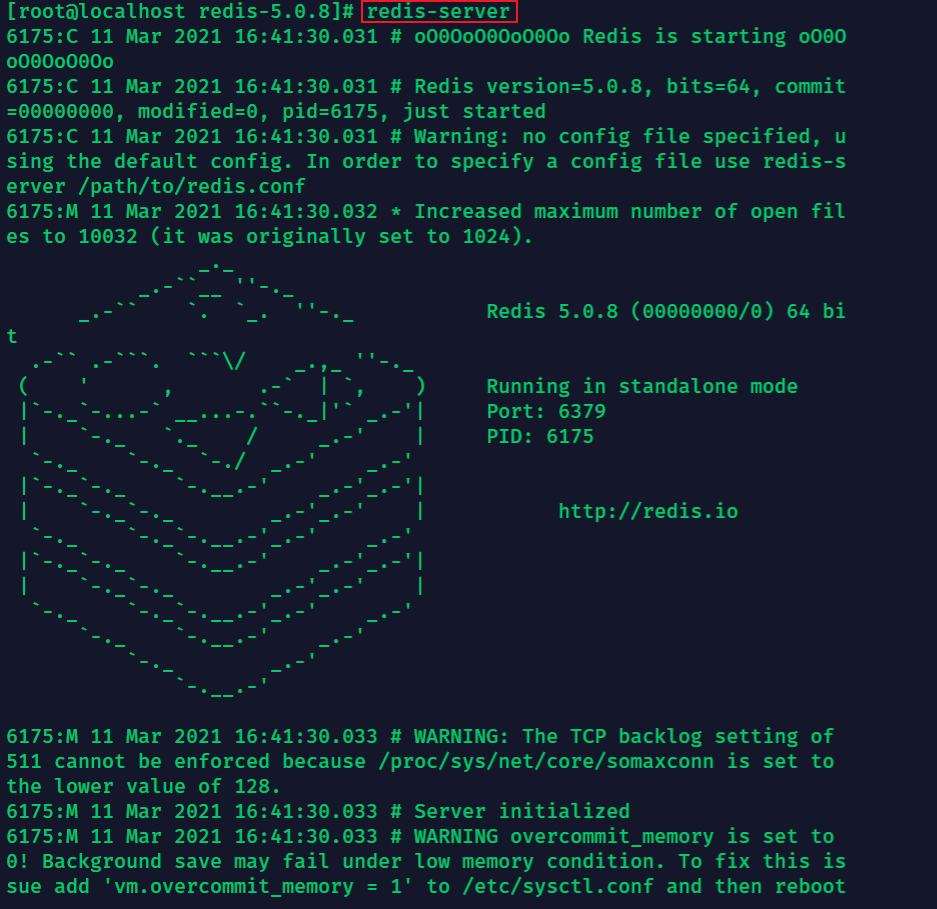 [root@localhost redis-5.0.8]# redis-server
6175:C 11 Mar 2021 16:41:30.031 # oO0OoO0OoO0Oo Redis is starting oO0O
oO0OoO0Oo
6175:C 11 Mar 2021 16:41:30.031 # Redis version=5.0.8, bits=64, commit
=00000000, modified=0, pid=6175, just started
6175:C 11 Mar 2021 16:41:30.031 # Warning: no config file specified, u
sing the default config. In order to specify a config file use redis-s
erver /path/to/redis.conf
6175:M 11 Mar 2021 16:41:30.032 * Increased maximum number of open fil
es to 10032 (it was originally set to 1024).
Redis 5.0.8 (00000000/0) 64 bi
t
Running in standalone mode
Port: 6379
PID: 6175
http://redis.io
6175:M 11 Mar 2021 16:41:30.033 # WARNING: The TCP backlog setting of
511 cannot be enforced because /proc/sys/net/core/somaxconn is set to
the lower value of 128.
6175:M 11 Mar 2021 16:41:30.033 # Server initialized
6175:M 11 Mar 2021 16:41:30.033 # WARNING overcommit_memory is set to
0! Background save may fail under low memory condition. To fix this is
sue add 'vm.overcommit_memory = 1' to /etc/sysctl.conf and then reboot